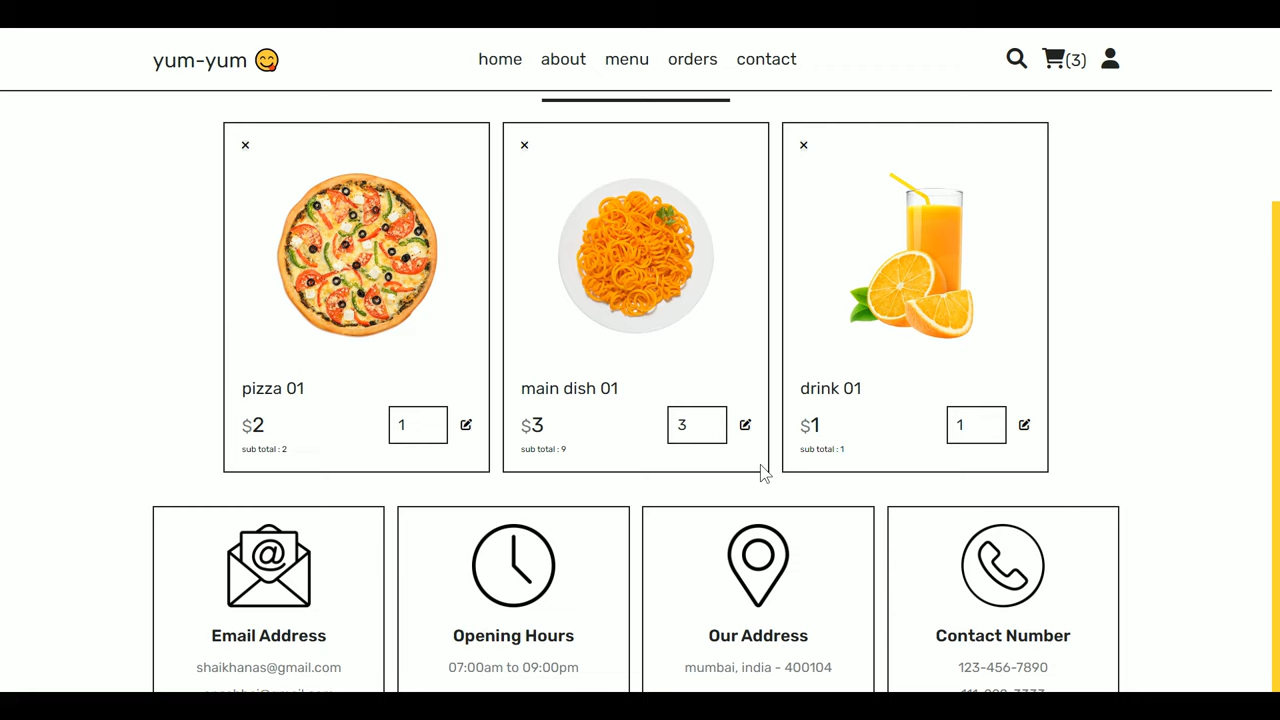 yum-yum 😋
home about menu orders contact
(3)
×
×
×
pizza 01
main dish 01
drink 01
$2
1
$3
3
$1
1
sub total : 2
sub total : 9
sub total : 1
@
Email Address
Opening Hours
Our Address
Contact Number
shaikhanas@gmail.com
07:00am to 09:00pm
mumbai, india - 400104
123-456-7890